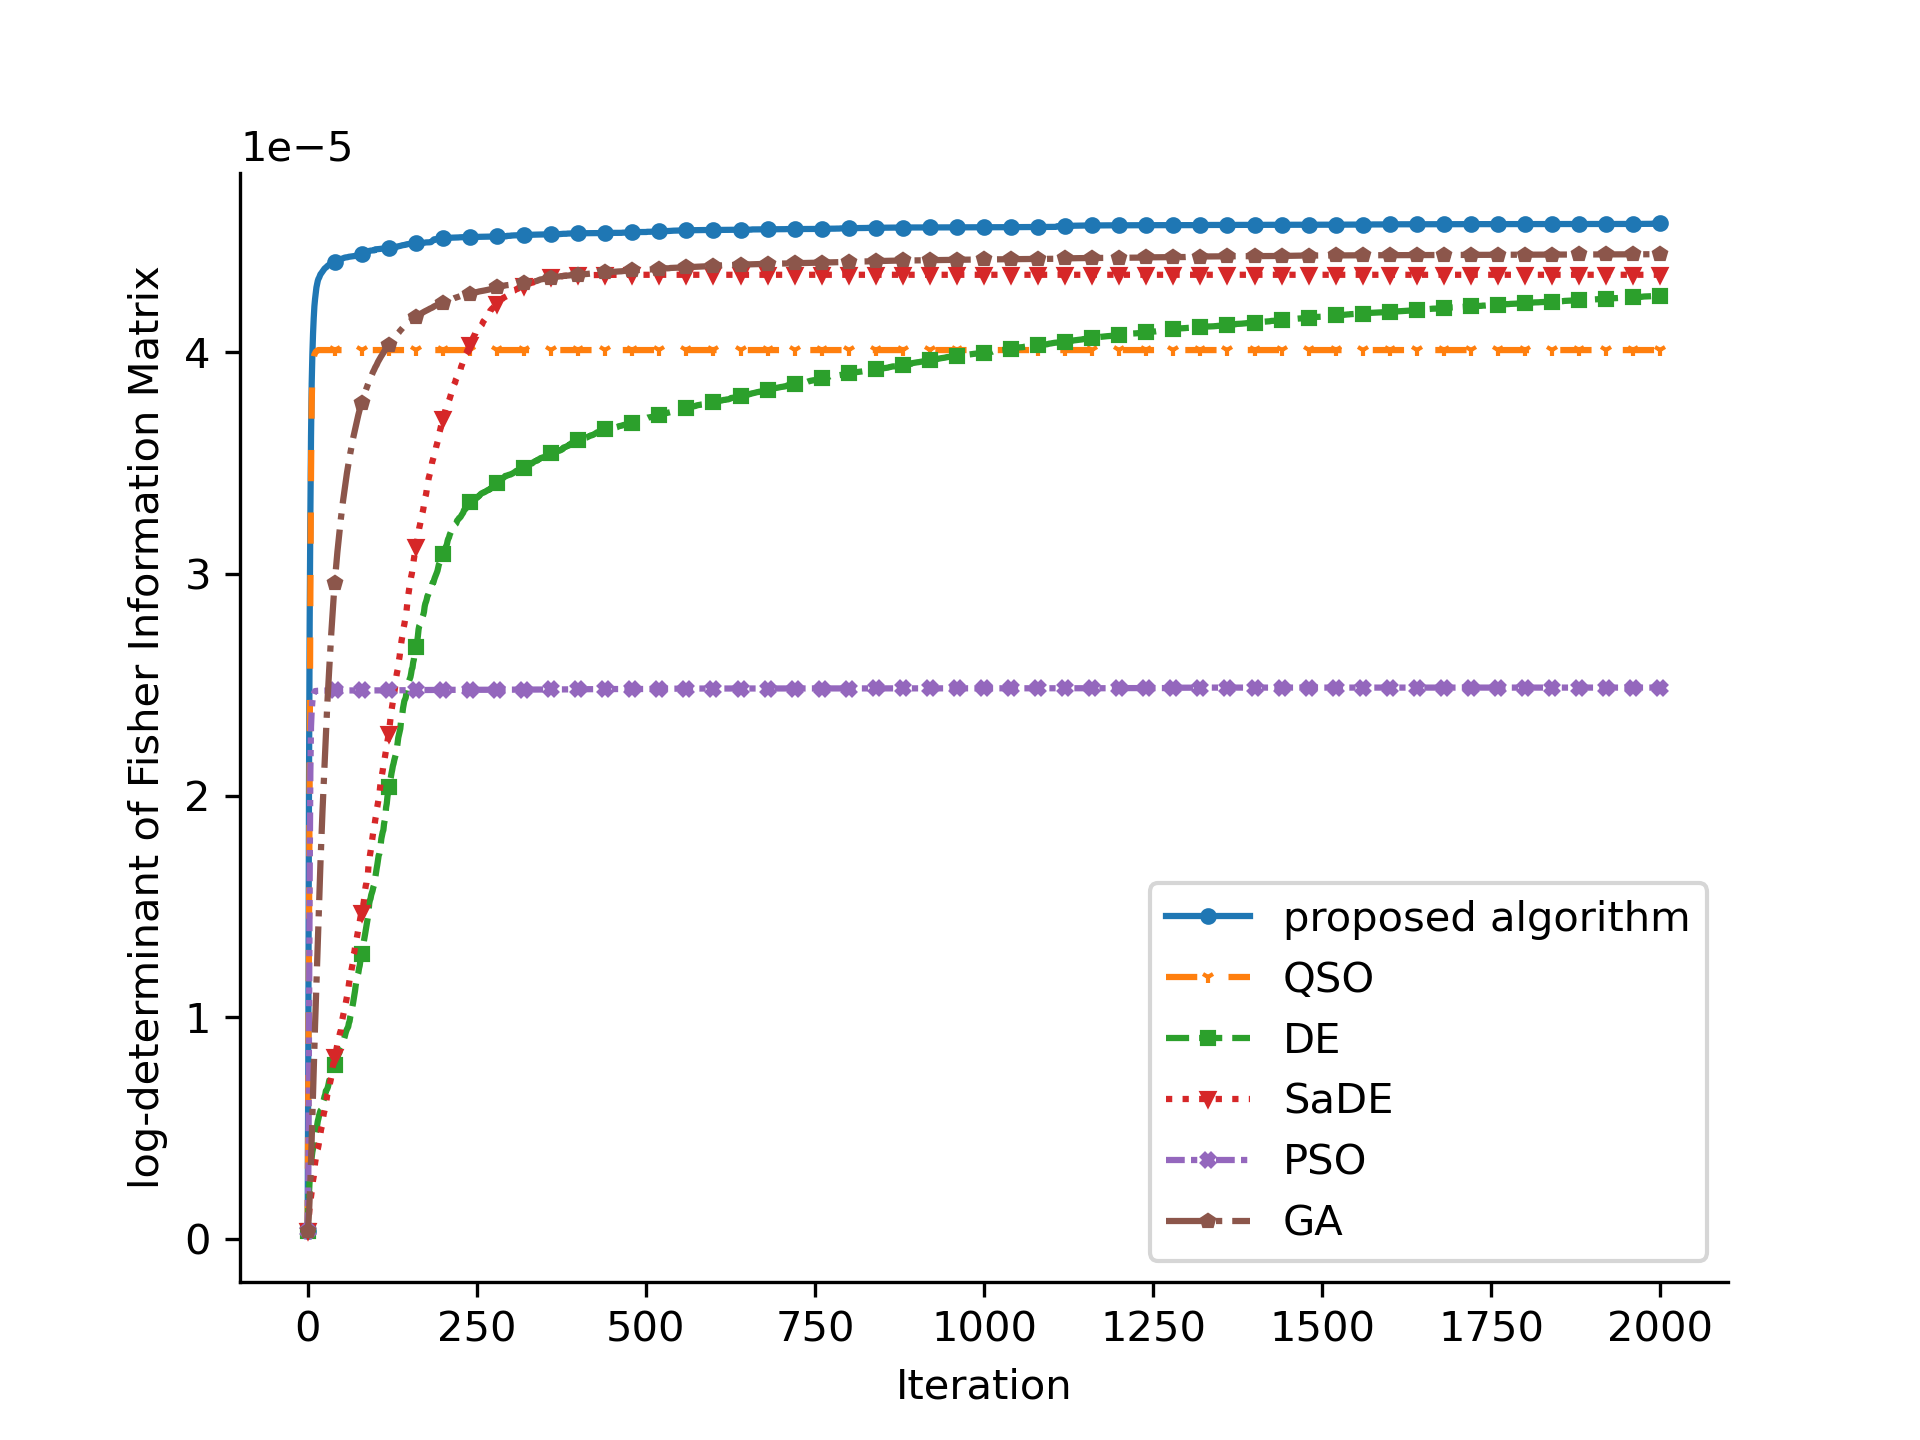 1e−5
log-determinant of Fisher Information Matrix
4
3
2
1
0
proposed algorithm
QSO
DE
SaDE
PSO
GA
0 250 500 750 1000 1250 1500 1750 2000
Iteration